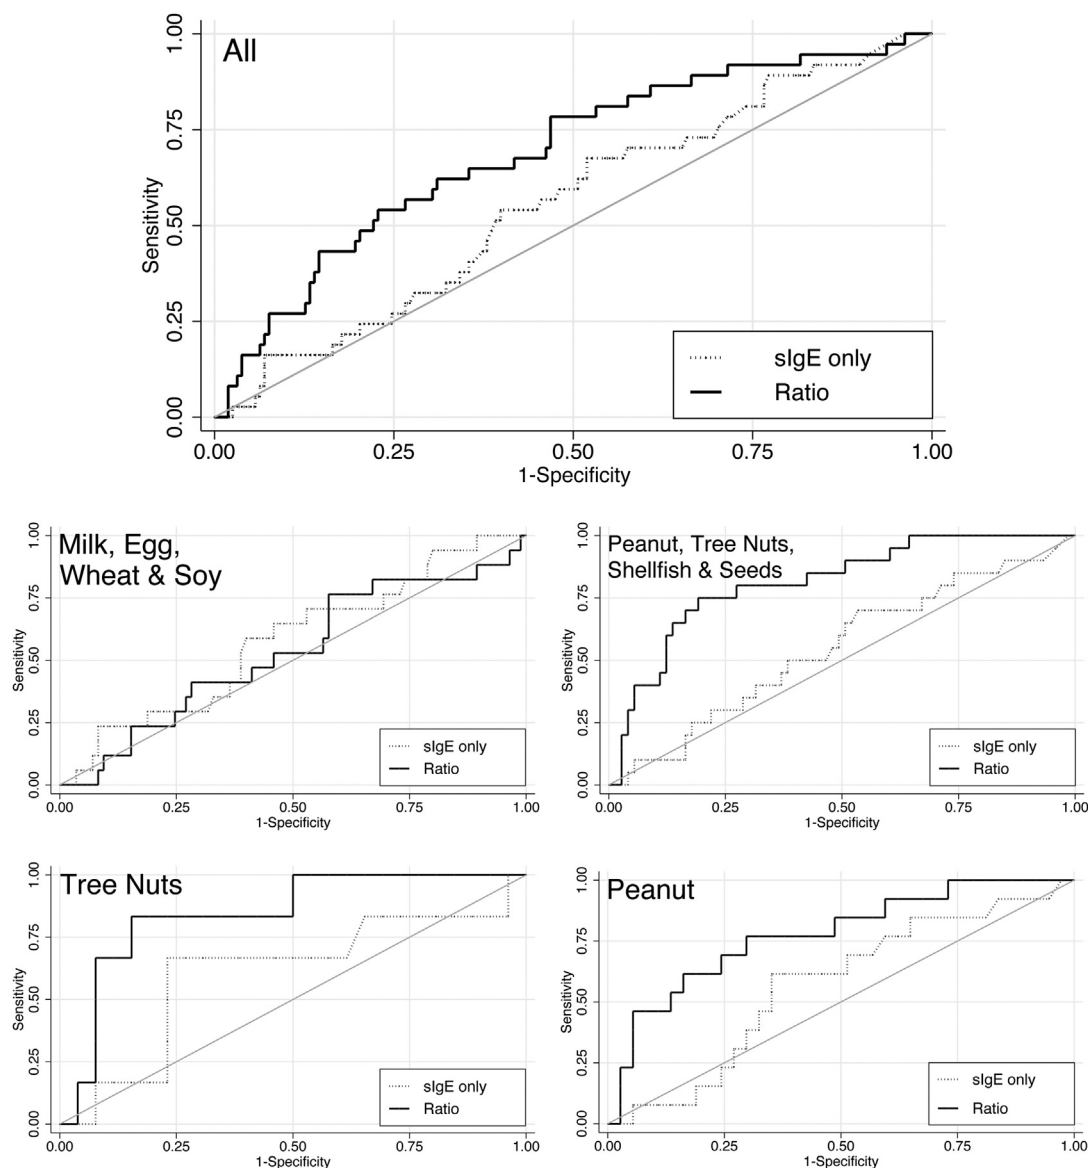 All
1.00
0.75
0.50
0.25
0.00
Sensitivity
sIgE only
Ratio
0.00 0.25 0.50 0.75 1.00
1-Specificity
Milk, Egg,
Wheat & Soy
1.00
0.75
0.50
0.25
0.00
Sensitivity
sIgE only
Ratio
0.00 0.25 0.50 0.75 1.00
1-Specificity
Peanut, Tree Nuts,
Shellfish & Seeds
1.00
0.75
0.50
0.25
0.00
Sensitivity
sIgE only
Ratio
0.00 0.25 0.50 0.75 1.00
1-Specificity
Tree Nuts
1.00
0.75
0.50
0.25
0.00
Sensitivity
sIgE only
Ratio
0.00 0.25 0.50 0.75 1.00
1-Specificity
Peanut
1.00
0.75
0.50
0.25
0.00
Sensitivity
sIgE only
Ratio
0.00 0.25 0.50 0.75 1.00
1-Specificity